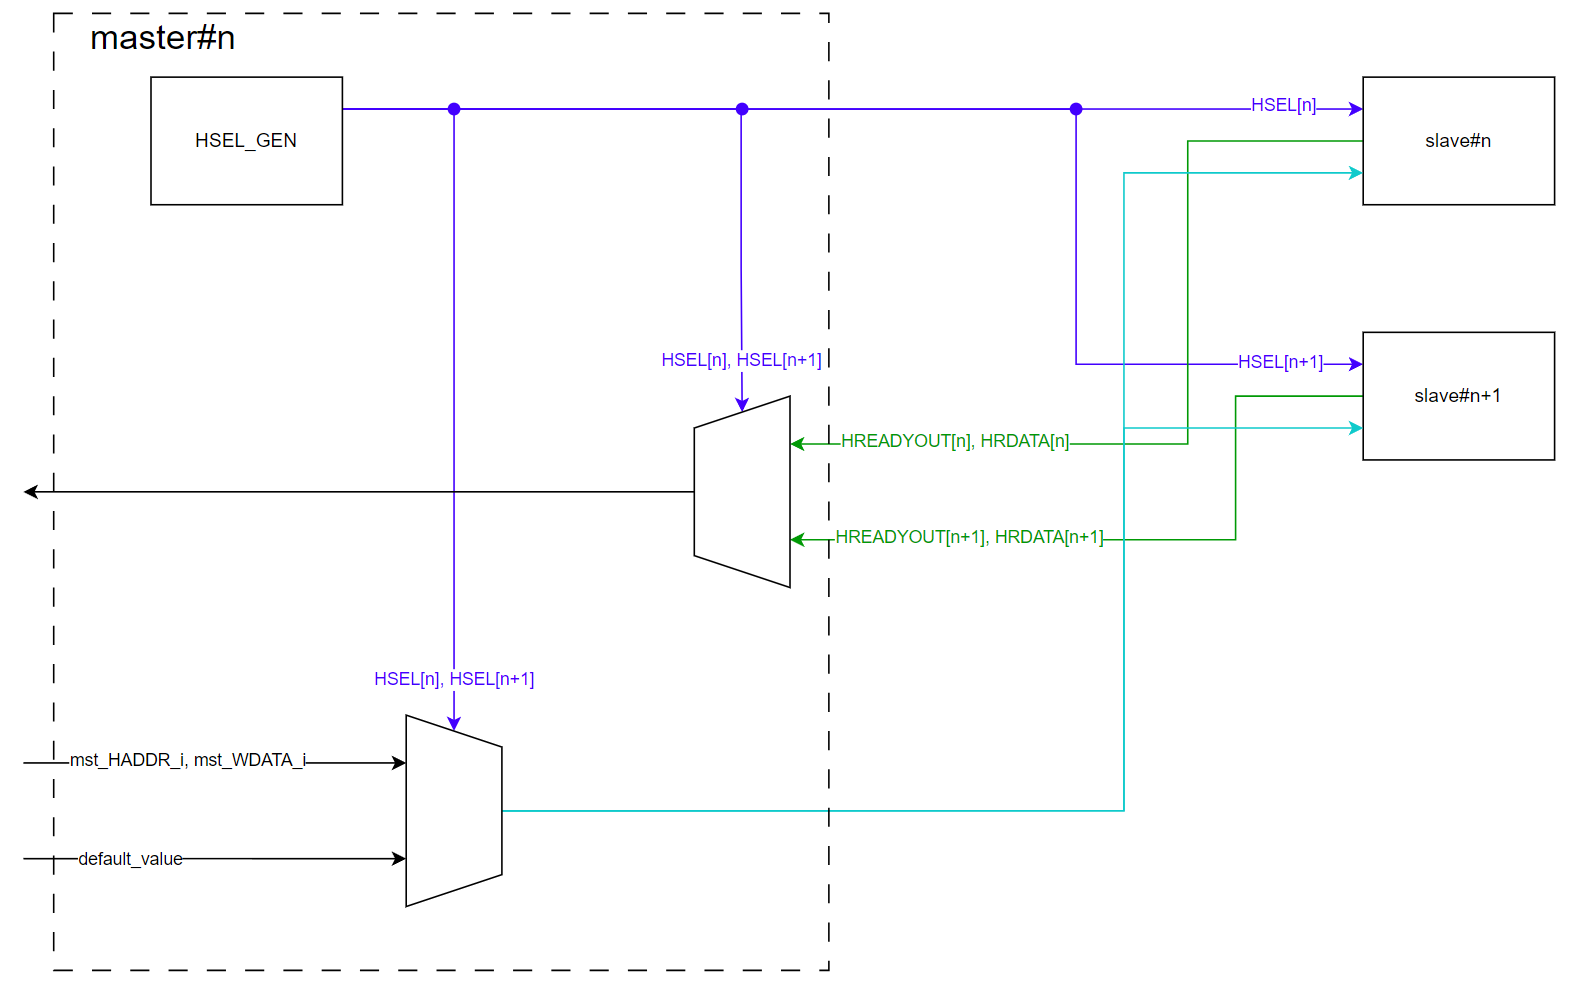 master#n
HSEL_GEN
HSEL[n]
slave#n
HSEL[n], HSEL[n+1]
HSEL[n+1]
slave#n+1
HREADYOUT[n], HRDATA[n]
HREADYOUT[n+1], HRDATA[n+1]
HSEL[n], HSEL[n+1]
mst_HADDR_i, mst_WDATA_i
default_value